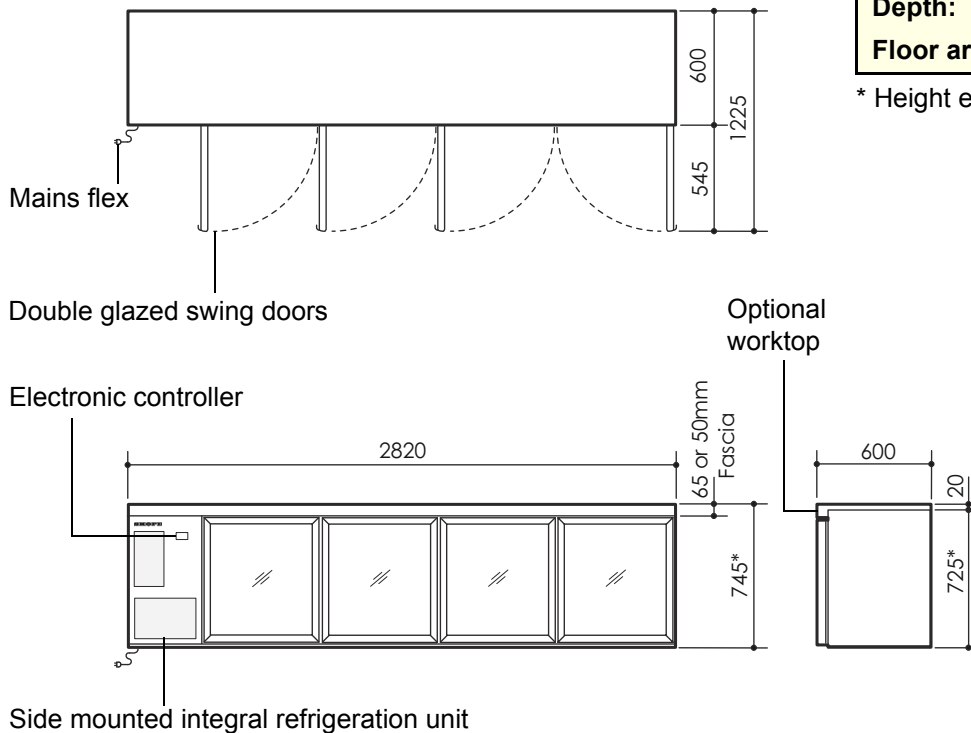 Depth:
Floor ar
* Height e
600
1225
545
Mains flex
Double glazed swing doors
Optional
worktop
Electronic controller
2820
65 or 50mm
Fascia
600
20
SKOPE
745*
725*
Side mounted integral refrigeration unit